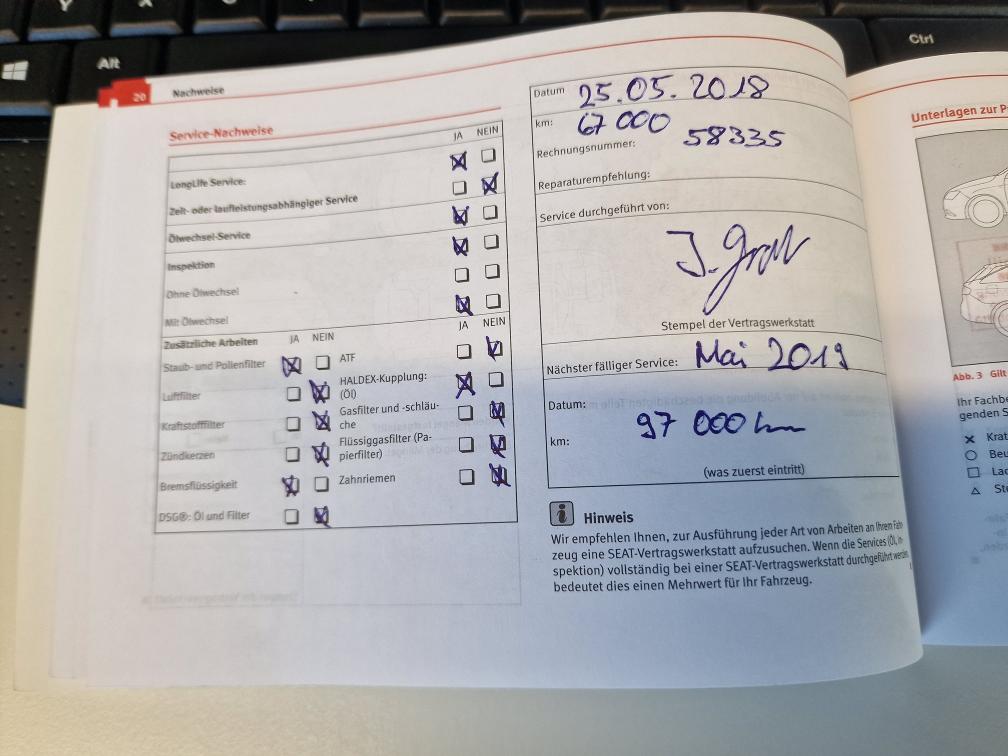 Alt
Ctrl
20 Nachweise
Service-Nachweise
JA NEIN
LongLife Service:
Zeit- oder laufleistungsabhängiger Service
Ölwechsel-Service
Inspektion
Ohne Ölwechsel
Mit Ölwechsel
Zusätzliche Arbeiten JA NEIN JA NEIN
Staub- und Pollenfilter ATF
Luftfilter HALDEX-Kupplung:
(Öl)
Kraftstofffilter Gasfilter und -schläu-
che
Zündkerzen Flüssiggasfilter (Pa-
pierfilter)
Bremsflüssigkeit Zahnriemen
DSG®: Öl und Filter
Datum 25.05.2018
km: 67 000
Rechnungsnummer: 58335
Reparaturempfehlung:
Service durchgeführt von:
Stempel der Vertragswerkstatt
Nächster fälliger Service: Mai 2019
Datum:
km: 97 000 km
(was zuerst eintritt)
Hinweis
Wir empfehlen Ihnen, zur Ausführung jeder Art von Arbeiten an Ihrem Fahr-
zeug eine SEAT-Vertragswerkstatt aufzusuchen. Wenn die Services (Öl, In-
spektion) vollständig bei einer SEAT-Vertragswerkstatt durchgeführt werden,
bedeutet dies einen Mehrwert für Ihr Fahrzeug.
Unterlagen zur
Abb. 3 Gilt
Ihr Fachbe
genden S
Krat
Beu
Lac